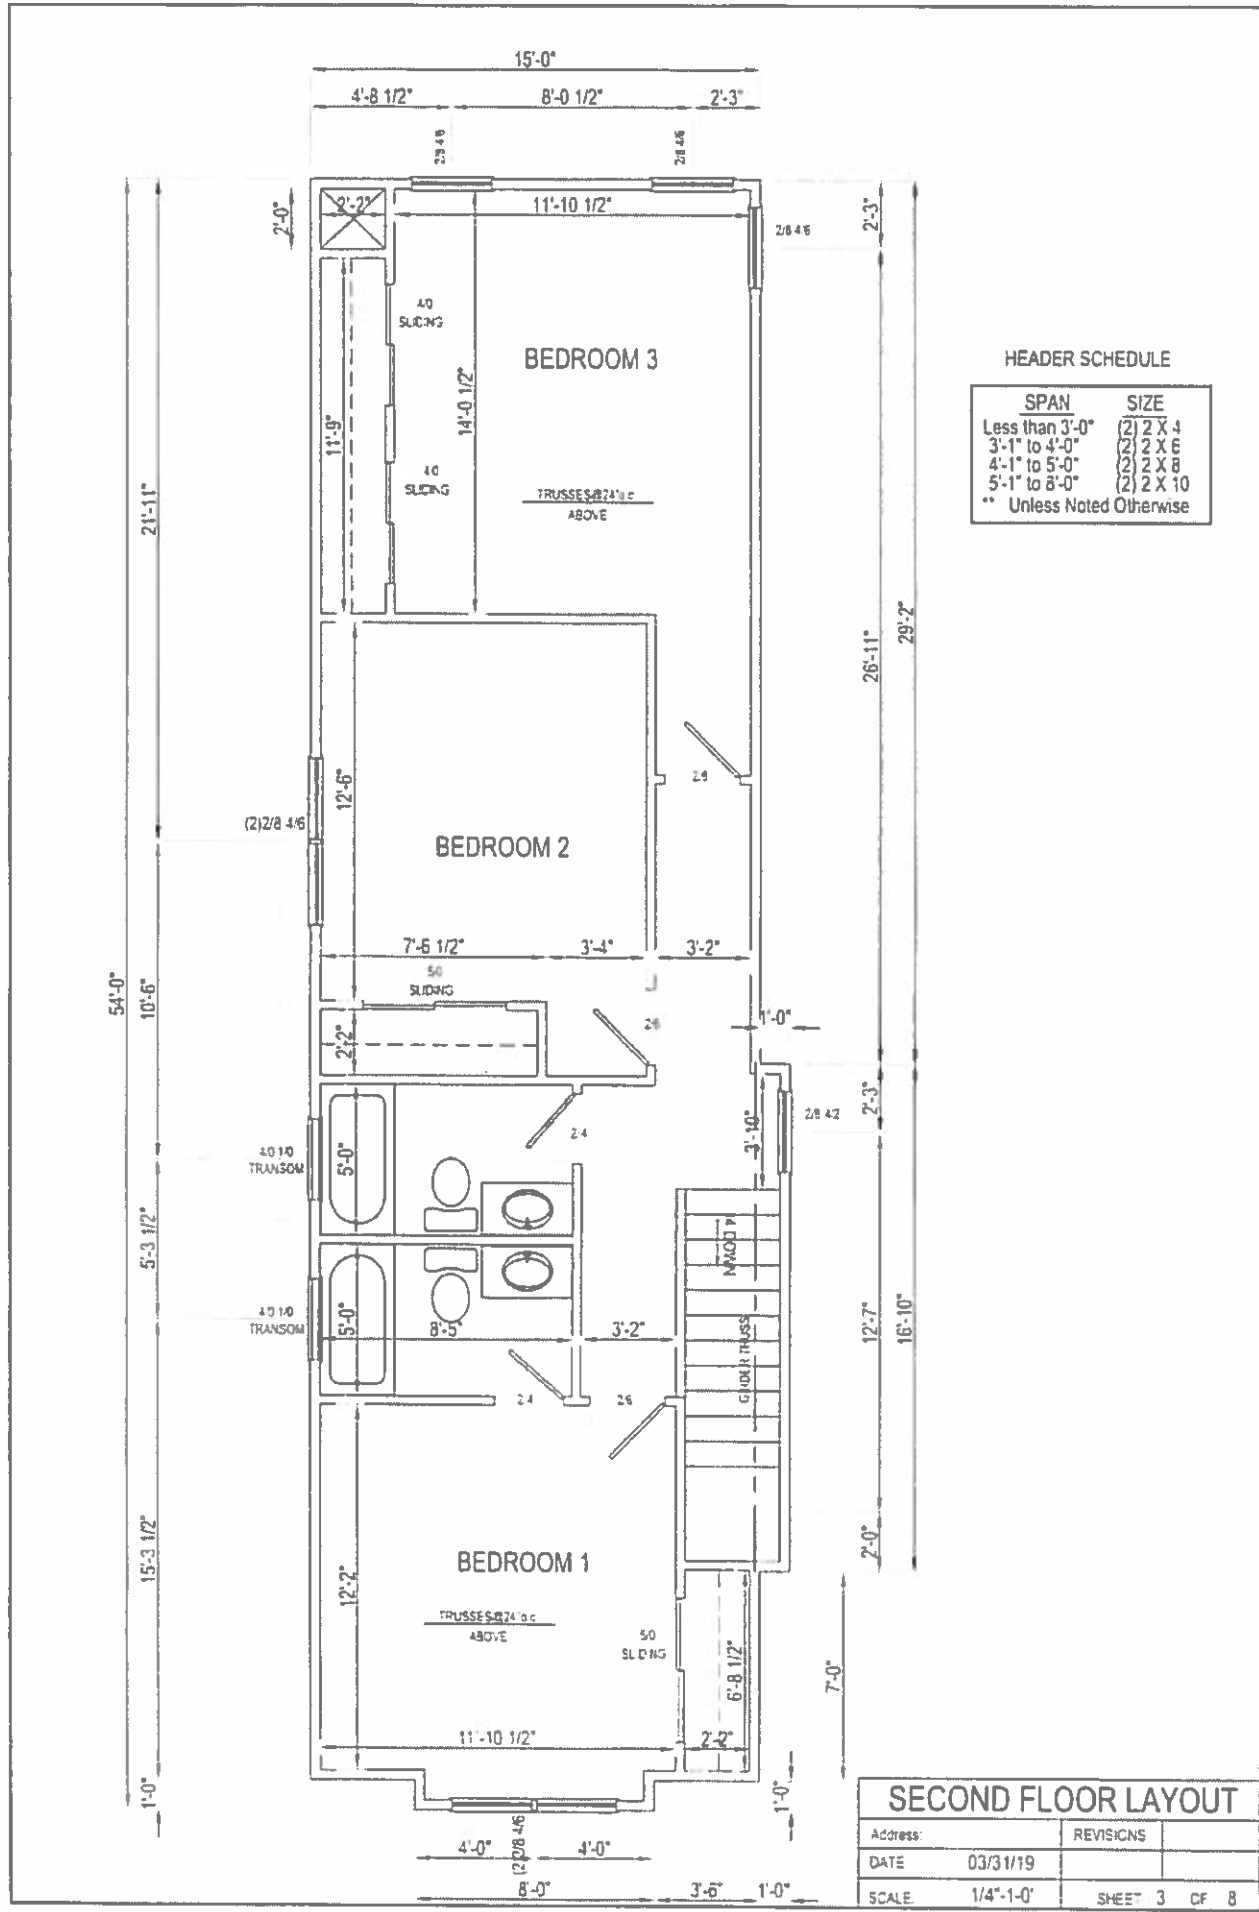 15'-0"
4'-8 1/2" 8'-0 1/2" 2'-3"
2/8 4/6 2/8 4/6
2'-2" 11'-10 1/2"
2'-0" 2'-3"
2/8 4/6
4/0
SLIDING
BEDROOM 3
14'-0 1/2"
11'-9"
4/0
SLIDING
TRUSSES@24"o.c
ABOVE
21'-11"
HEADER SCHEDULE
SPAN SIZE
Less than 3'-0" (2) 2 X 4
3'-1" to 4'-0" (2) 2 X 6
4'-1" to 5'-0" (2) 2 X 8
5'-1" to 8'-0" (2) 2 X 10
** Unless Noted Otherwise
29'-2"
26'-11"
12'-6"
(2)2/8 4/6
BEDROOM 2
7'-6 1/2" 3'-4" 3'-2"
5/0
SLIDING
54'-0"
10'-6"
2/6
1'-0"
2'-2"
2'-3"
2/8 4/2
3'-10"
2/4
4/0 1/0
TRANSOM
5'-0"
5'-3 1/2"
14 DOWN
4/0 1/0
TRANSOM
5'-0"
8'-5" 3'-2"
GIRDER TRUSS
12'-7"
16'-10"
2/4 2/6
15'-3 1/2"
12'-2"
BEDROOM 1
TRUSSES@24"o.c
ABOVE
5/0
SLIDING
2'-0"
6'-8 1/2"
7'-0"
11'-10 1/2" 2'-2"
1'-0" 1'-0"
(2)2/8 4/6
4'-0" 4'-0"
8'-0" 3'-6" 1'-0"
SECOND FLOOR LAYOUT
Address: REVISIONS
DATE 03/31/19
SCALE 1/4"-1-0' SHEET 3 OF 8